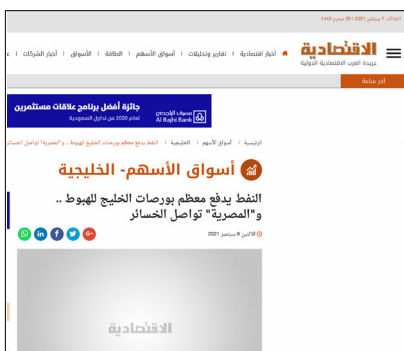 الثلاثاء, 7 سبتمبر 2021 | 29 محرم 1443
الاقتصادية
جريدة العرب الاقتصادية الدولية
أخبار اقتصادية | تقارير وتحليلات | أسواق الأسهم | الطاقة | الأسواق | أخبار الشركات | ع
آخر ساعة
جائزة أفضل برنامج علاقات مستثمرين
لعام 2020 من تداول السعودية
مصرف الراجحي
Al Rajhi Bank
الرئيسية | أسواق الأسهم | الخليجية | النفط يدفع معظم بورصات الخليج للهبوط .. و"المصرية" تواصل الخسائر
أسواق الأسهم- الخليجية
النفط يدفع معظم بورصات الخليج للهبوط ..
و"المصرية" تواصل الخسائر
الاثنين 6 سبتمبر 2021
الاقتصادية